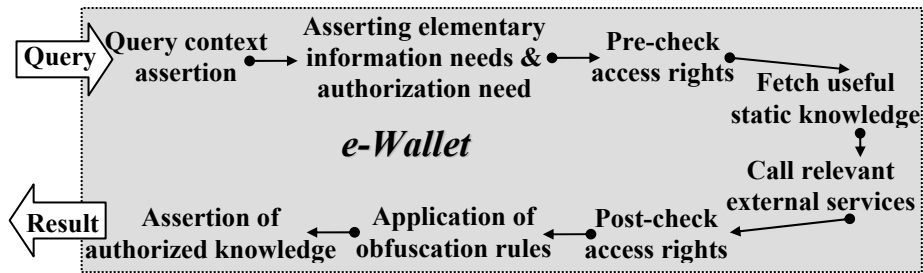 Query
Query context
assertion
Asserting elementary
information needs &
authorization need
Pre-check
access rights
Fetch useful
static knowledge
e-Wallet
Call relevant
external services
Post-check
access rights
Application of
obfuscation rules
Assertion of
authorized knowledge
Result